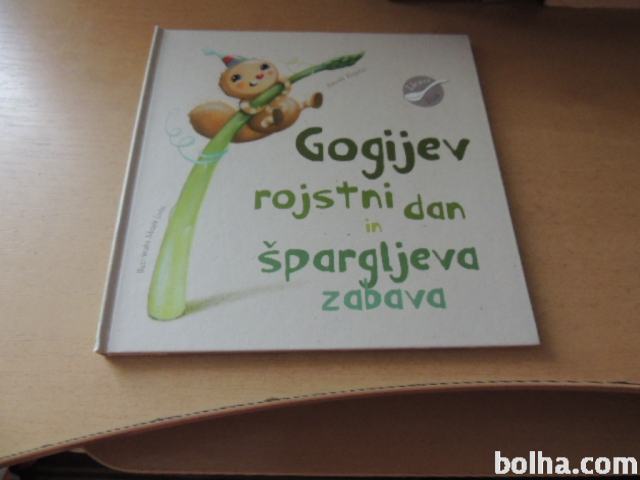 Gogijev
rojstni dan
in
špargljeva
zabava
bolha.com